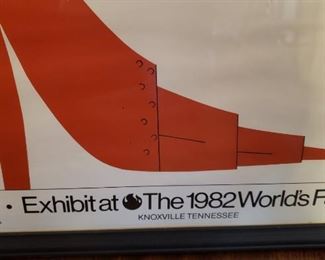 • Exhibit at The 1982 World's F
KNOXVILLE TENNESSEE